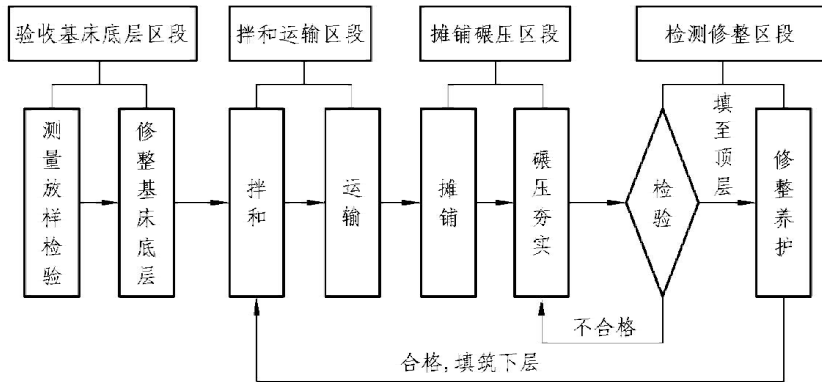 验收基床底层区段
拌和运输区段
摊铺碾压区段
检测修整区段
测量放样检验
修整基床底层
拌和
运输
摊铺
碾压夯实
检验
填至顶层
修整养护
不合格
合格,填筑下层